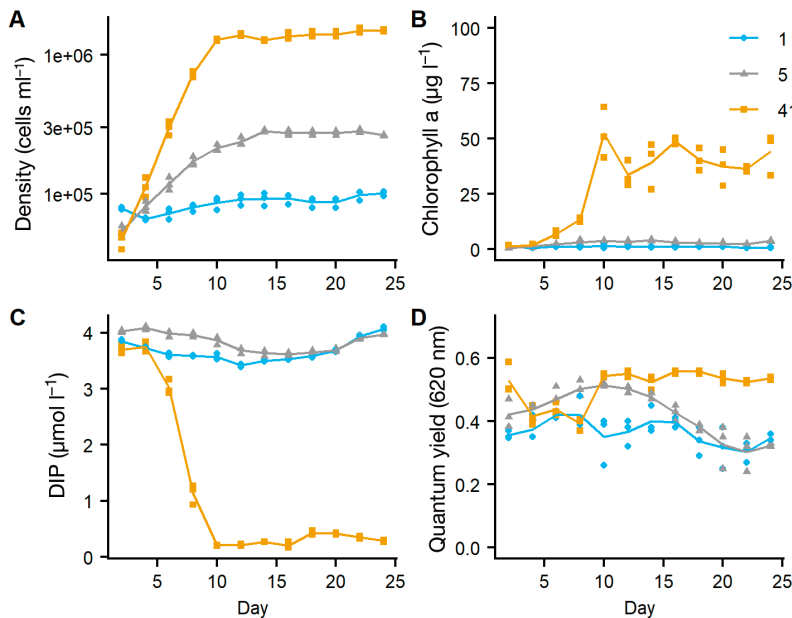 A
Density (cells ml⁻¹)
1e+06
3e+05
1e+05
5 10 15 20 25
B
Chlorophyll a (µg l⁻¹)
100
75
50
25
0
5 10 15 20 25
1
5
41
C
DIP (µmol l⁻¹)
4
3
2
1
0
5 10 15 20 25
Day
D
Quantum yield (620 nm)
0.6
0.4
0.2
0.0
5 10 15 20 25
Day